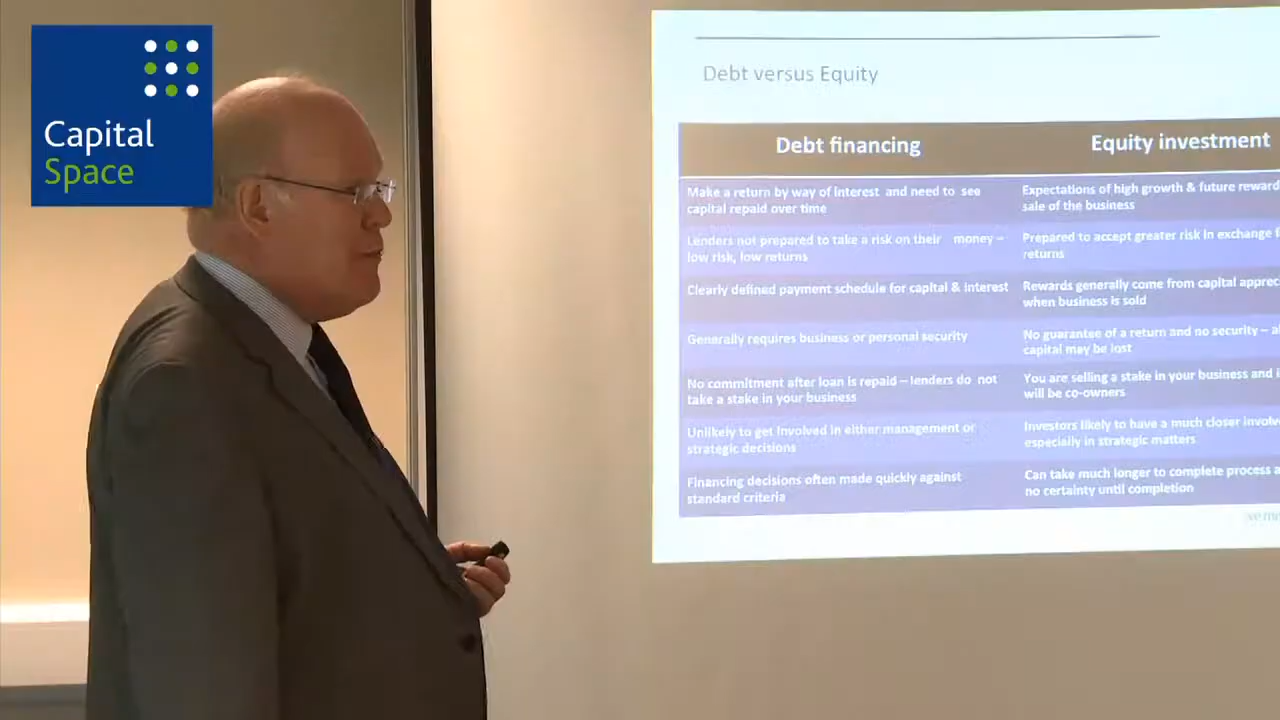 Capital
Space
Debt versus Equity
Debt financing
Equity investment
Make a return by way of interest and need to see
capital repaid over time
Expectations of high growth & future reward
sale of the business
Lenders not prepared to take a risk on their money –
low risk, low returns
Prepared to accept greater risk in exchange
returns
Clearly defined payment schedule for capital & interest
Rewards generally come from capital apprec
when business is sold
Generally requires business or personal security
No guarantee of a return and no security –
capital may be lost
No commitment after loan is repaid – lenders do not
take a stake in your business
You are selling a stake in your business and
will be co-owners
Unlikely to get involved in either management or
strategic decisions
Investors likely to have a much closer involve
especially in strategic matters
Financing decisions often made quickly against
standard criteria
Can take much longer to complete process
no certainty until completion